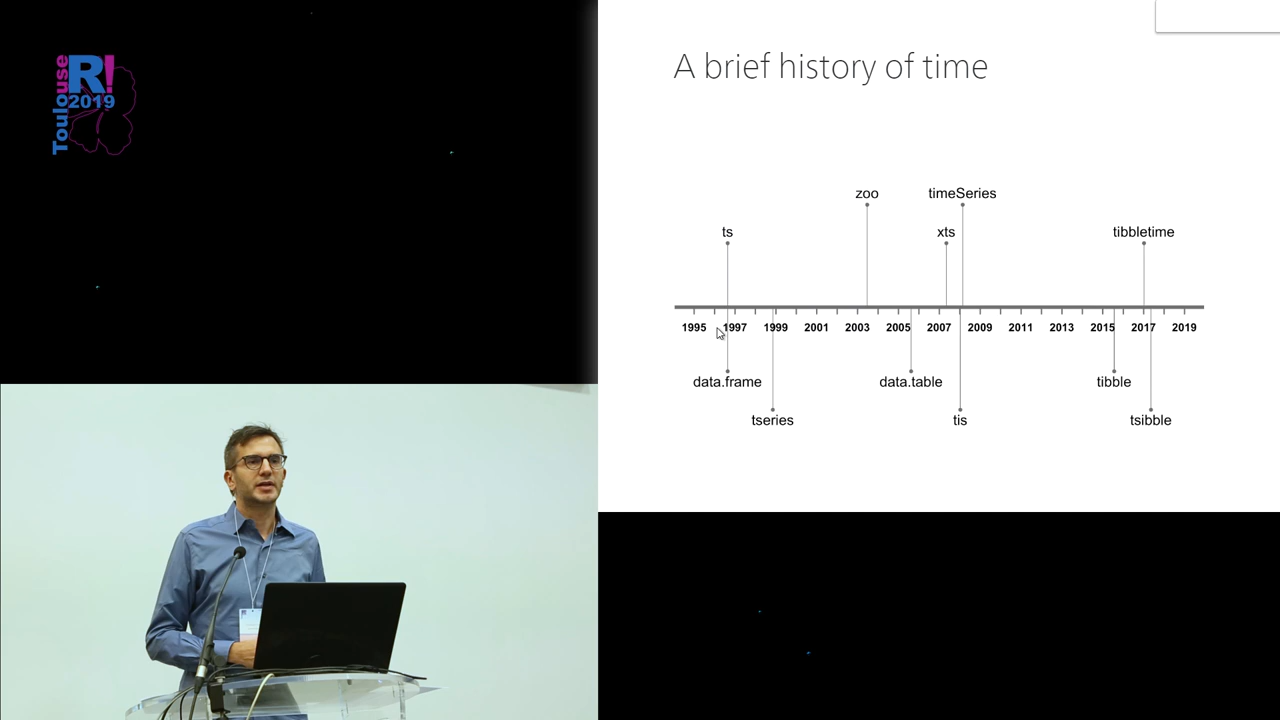 Toulouse
R!
2019
A brief history of time
zoo
timeSeries
ts
xts
tibbletime
1995 1997 1999 2001 2003 2005 2007 2009 2011 2013 2015 2017 2019
data.frame
data.table
tibble
tseries
tis
tsibble